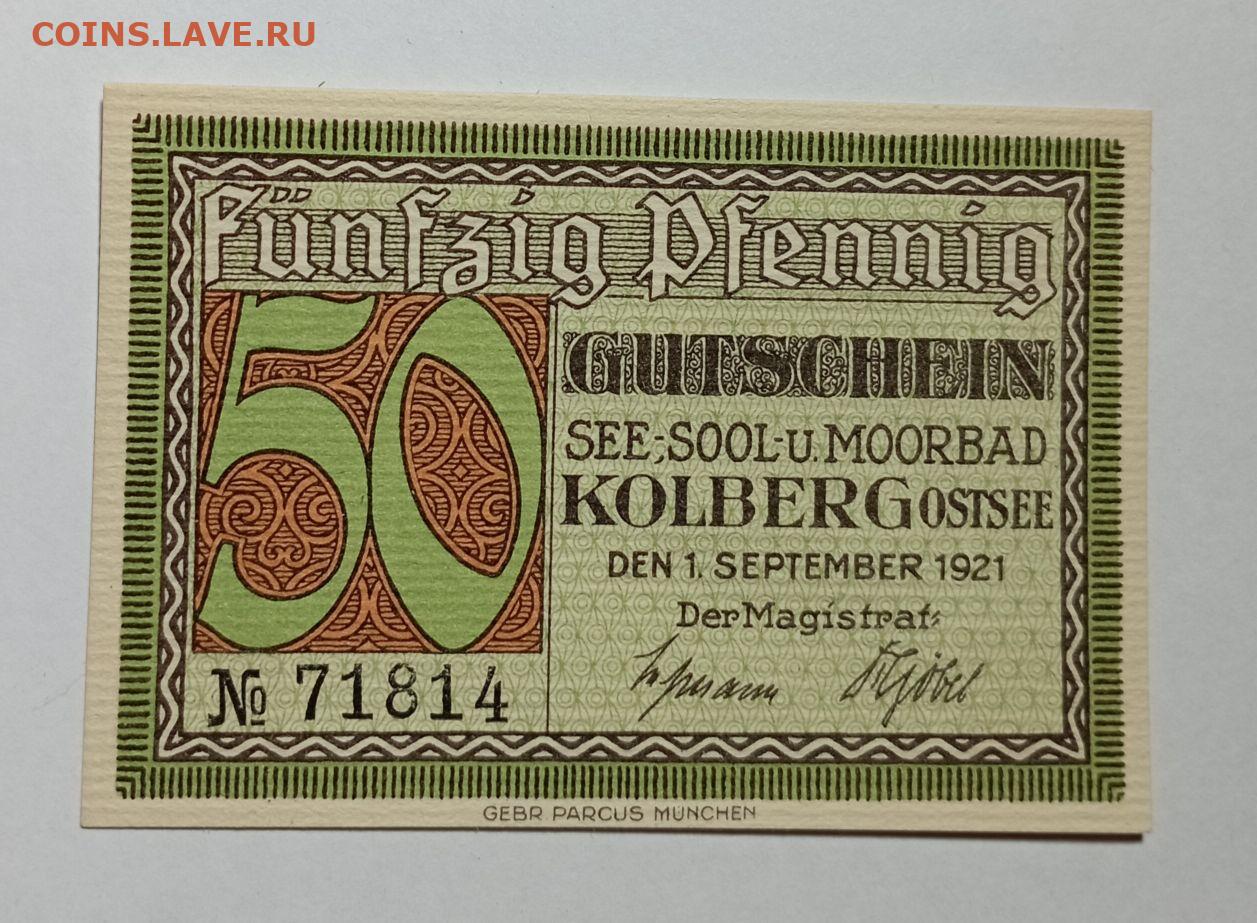 COINS.LAVE.RU
Fünfzig Pfennig
50
GUTSCHEIN
SEE-, SOOL- U. MOORBAD
KOLBERG OSTSEE
DEN 1. SEPTEMBER 1921
Der Magistrat:
№ 71814
GEBR PARCUS MÜNCHEN